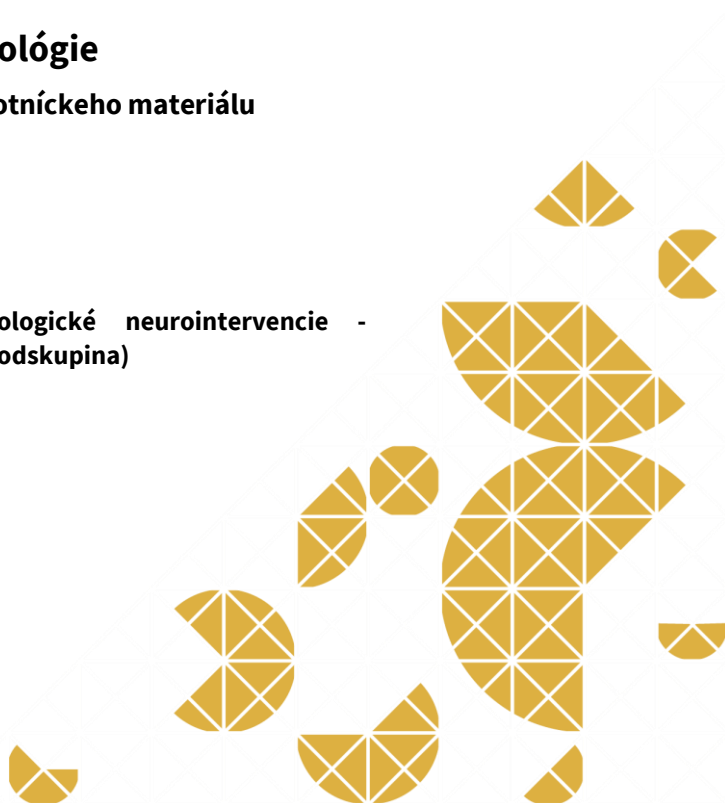 ológie
otníckeho materiálu
ologické neurointervencie -
odskupina)